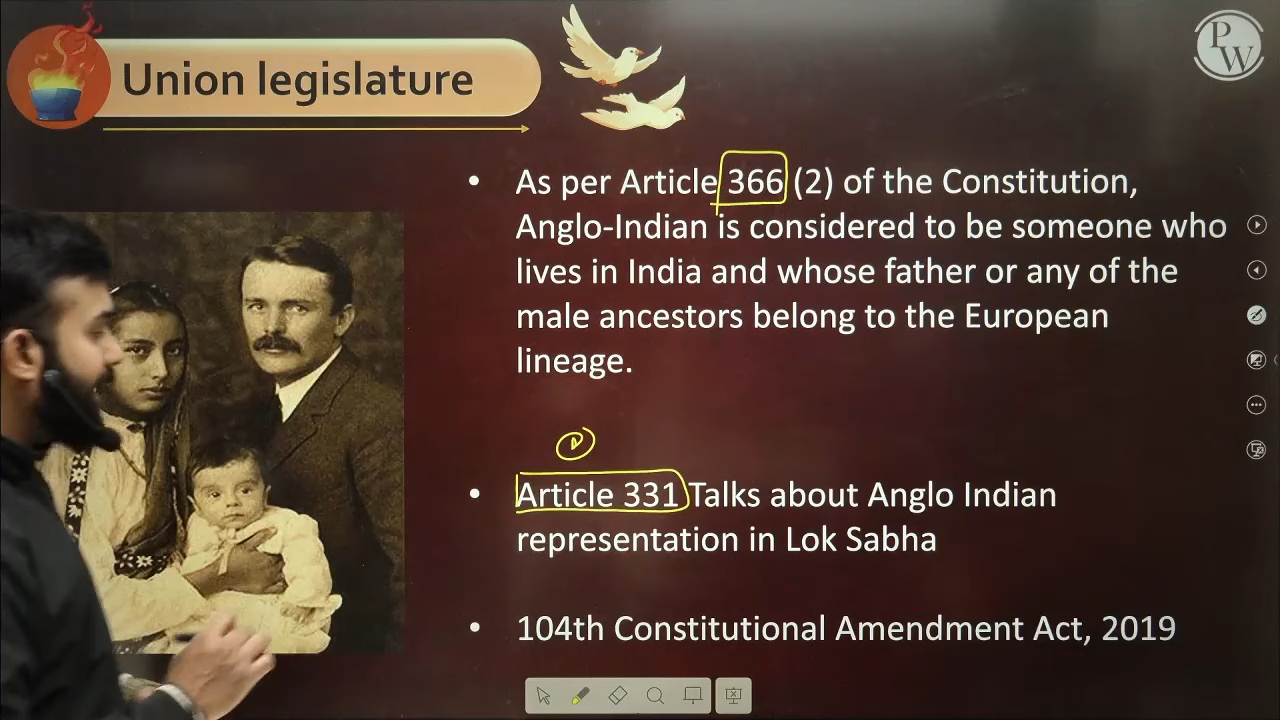 Union legislature
PW
• As per Article 366 (2) of the Constitution,
Anglo-Indian is considered to be someone who
lives in India and whose father or any of the
male ancestors belong to the European
lineage.
• Article 331 Talks about Anglo Indian
representation in Lok Sabha
• 104th Constitutional Amendment Act, 2019